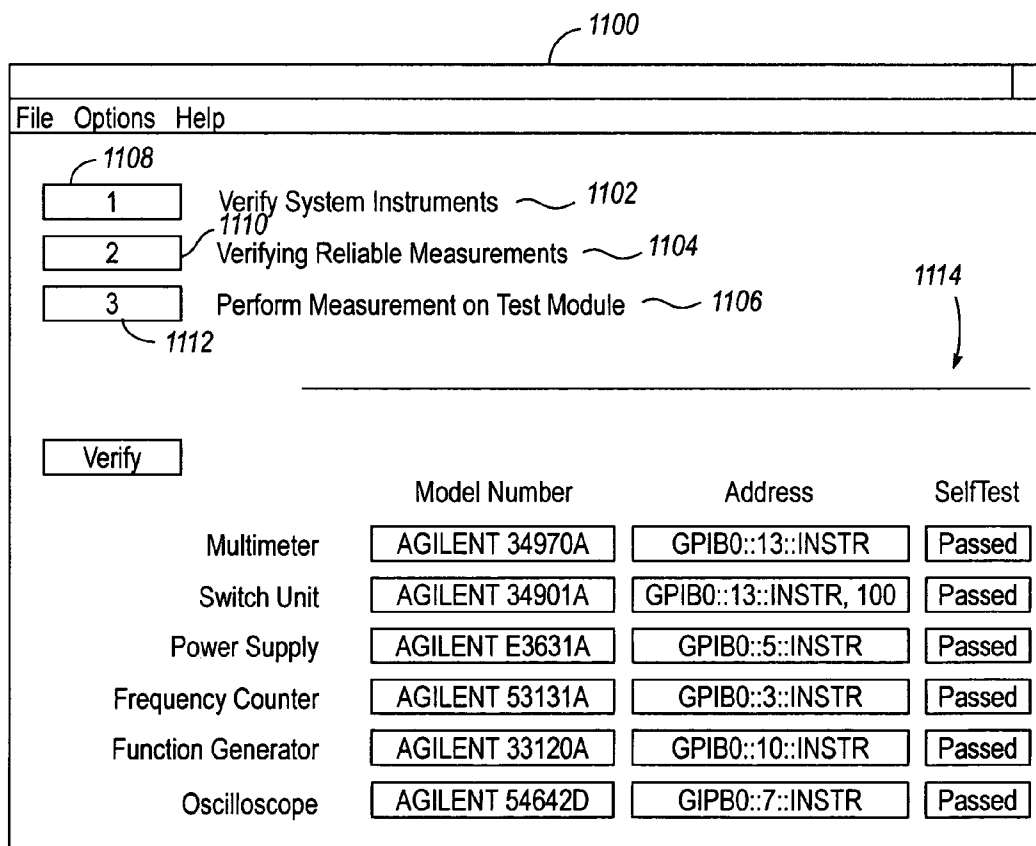 1100
File Options Help
1108
1 Verify System Instruments 1102
1110
2 Verifying Reliable Measurements 1104
1114
3 Perform Measurement on Test Module 1106
1112
Verify
Model Number Address SelfTest
Multimeter AGILENT 34970A GPIB0::13::INSTR Passed
Switch Unit AGILENT 34901A GPIB0::13::INSTR, 100 Passed
Power Supply AGILENT E3631A GPIB0::5::INSTR Passed
Frequency Counter AGILENT 53131A GPIB0::3::INSTR Passed
Function Generator AGILENT 33120A GPIB0::10::INSTR Passed
Oscilloscope AGILENT 54642D GIPB0::7::INSTR Passed